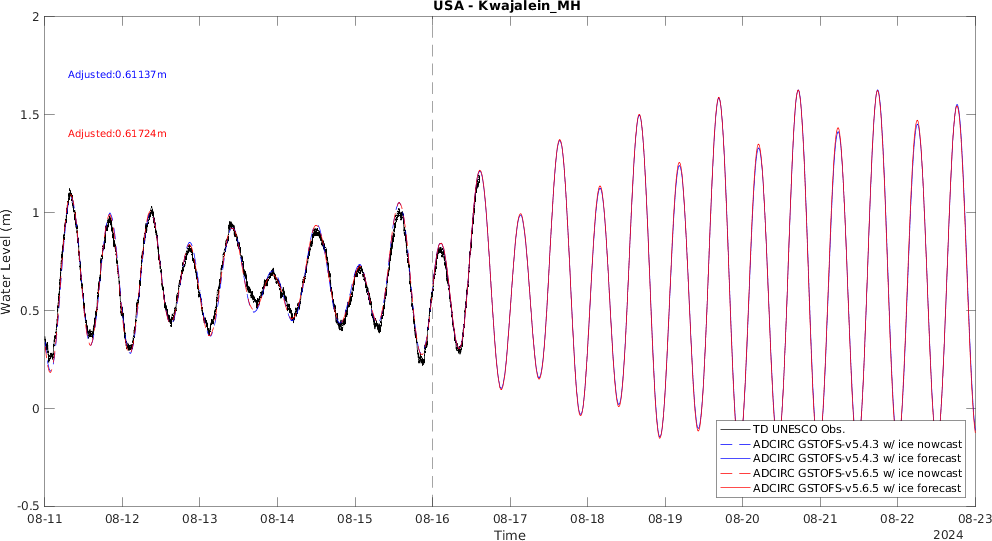 USA - Kwajalein_MH
2
Adjusted:0.61137m
1.5
Adjusted:0.61724m
1
Water Level (m)
0.5
0
-0.5
TD UNESCO Obs.
ADCIRC GSTOFS-v5.4.3 w/ ice nowcast
ADCIRC GSTOFS-v5.4.3 w/ ice forecast
ADCIRC GSTOFS-v5.6.5 w/ ice nowcast
ADCIRC GSTOFS-v5.6.5 w/ ice forecast
08-11 08-12 08-13 08-14 08-15 08-16 08-17 08-18 08-19 08-20 08-21 08-22 08-23
Time
2024